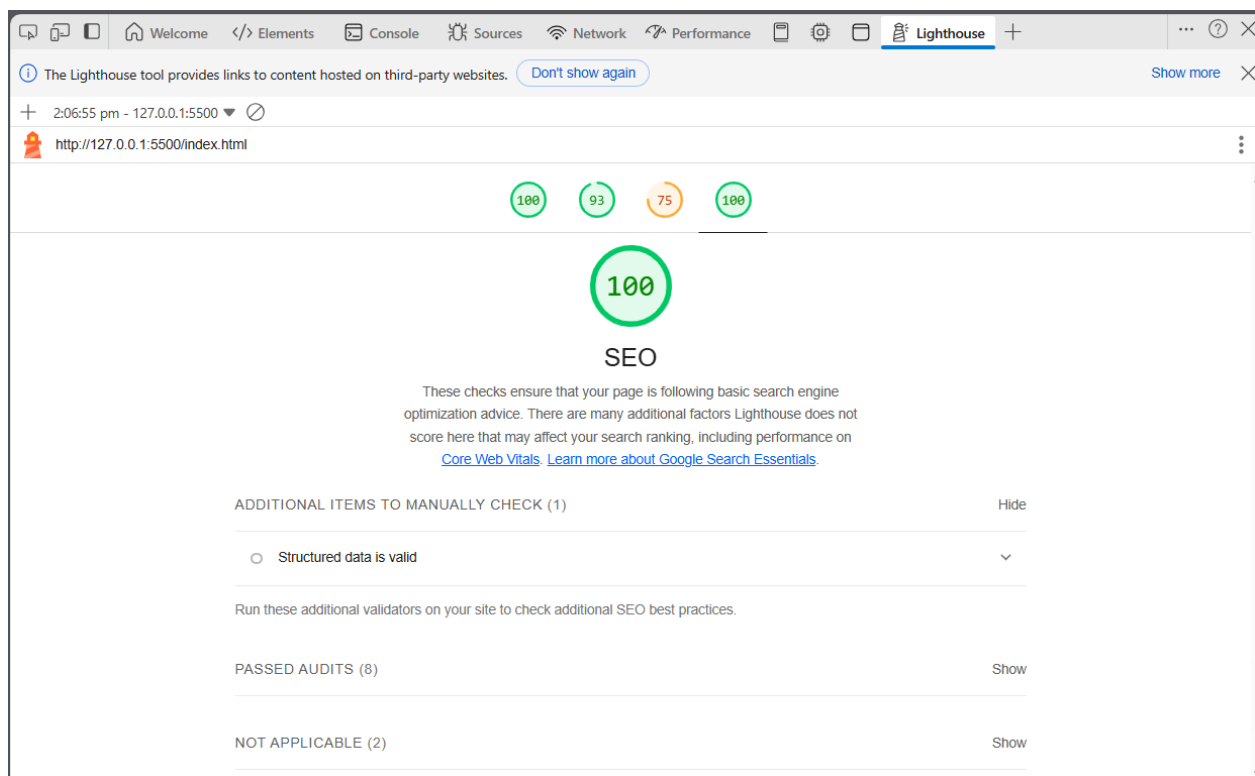 Welcome </> Elements Console Sources Network Performance Lighthouse
The Lighthouse tool provides links to content hosted on third-party websites. Don't show again Show more
2:06:55 pm - 127.0.0.1:5500
http://127.0.0.1:5500/index.html
100 93 75 100
100
SEO
These checks ensure that your page is following basic search engine
optimization advice. There are many additional factors Lighthouse does not
score here that may affect your search ranking, including performance on
Core Web Vitals. Learn more about Google Search Essentials.
ADDITIONAL ITEMS TO MANUALLY CHECK (1) Hide
Structured data is valid
Run these additional validators on your site to check additional SEO best practices.
PASSED AUDITS (8) Show
NOT APPLICABLE (2) Show